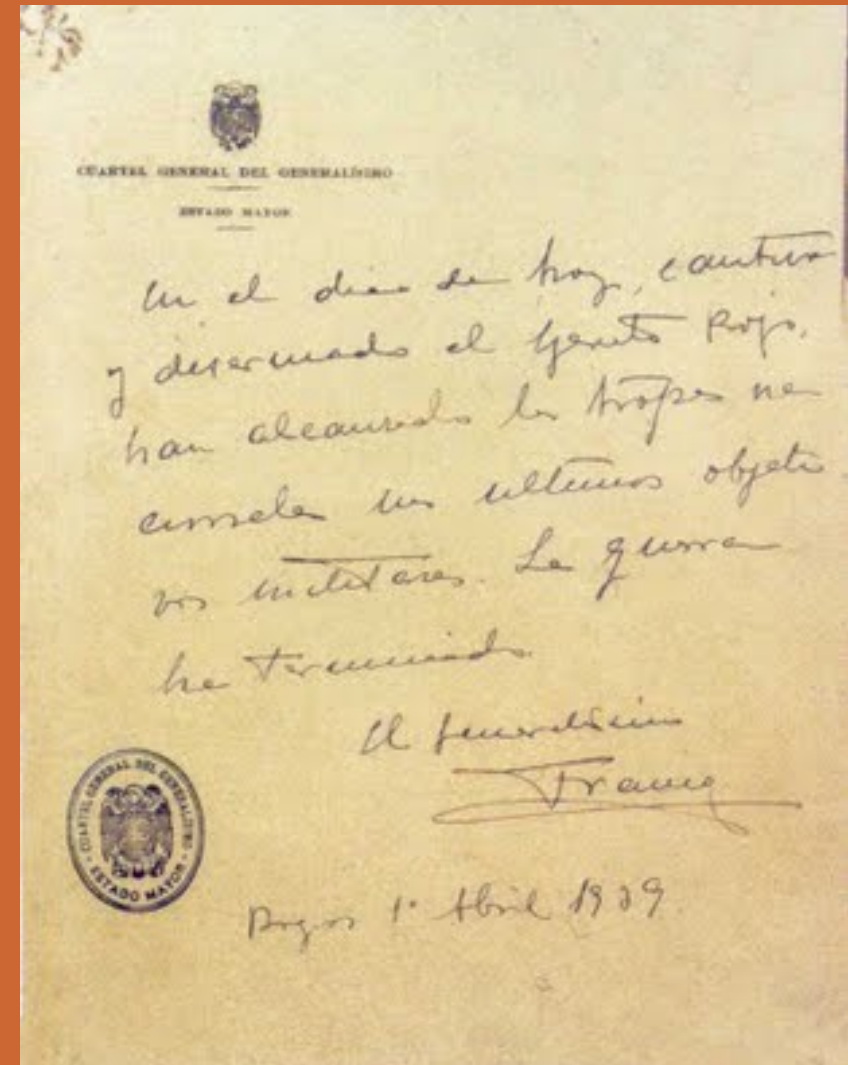 CUARTEL GENERAL DEL GENERALÍSIMO
ESTADO MAYOR
En el dia de hoy, cautivo
y desarmado el Ejercito Rojo,
han alcanzado las tropas na
cionales sus ultimos objeti
vos militares. La guerra
ha terminado.
El Generalisimo
Franco
CUARTEL GENERAL DEL GENERALISIMO
ESTADO MAYOR
Burgos 1º Abril 1939